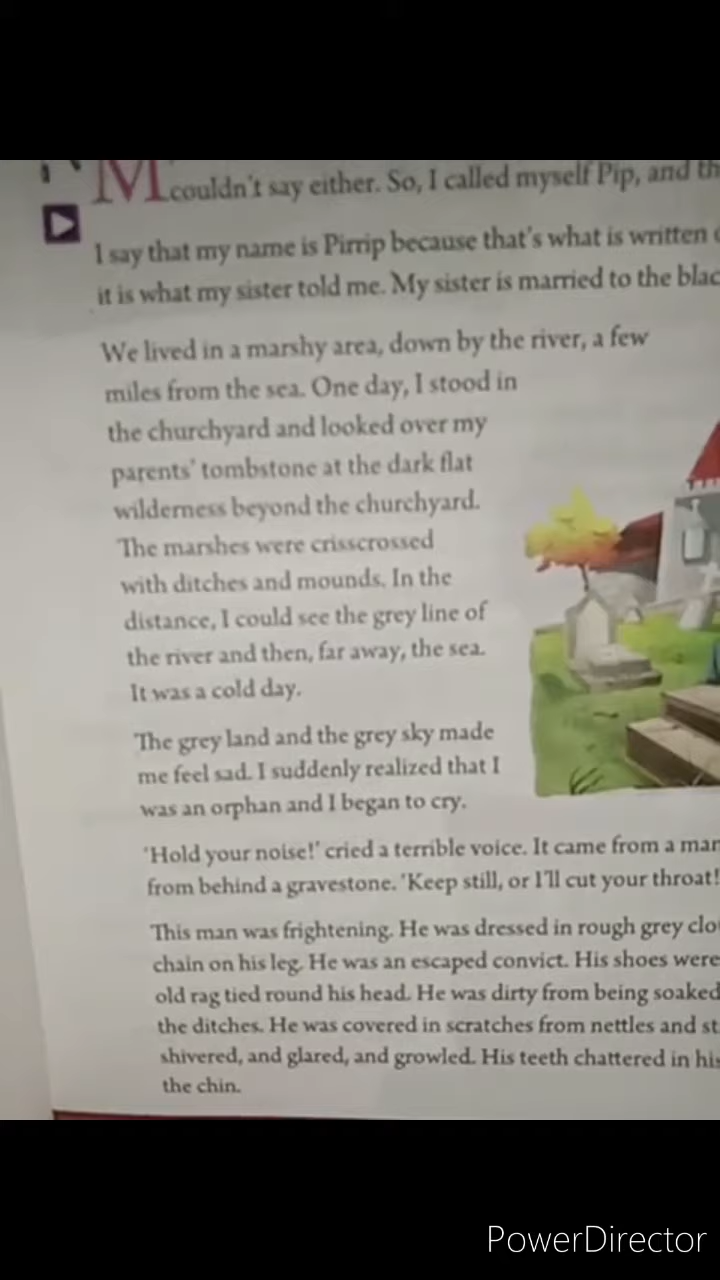 M couldn't say either. So, I called myself Pip, and
I say that my name is Pirrip because that's what is written
it is what my sister told me. My sister is married to the
We lived in a marshy area, down by the river, a few
miles from the sea. One day, I stood in
the churchyard and looked over my
parents' tombstone at the dark flat
wilderness beyond the churchyard.
The marshes were crisscrossed
with ditches and mounds. In the
distance, I could see the grey line of
the river and then, far away, the sea.
It was a cold day.
The grey land and the grey sky made
me feel sad. I suddenly realized that I
was an orphan and I began to cry.
'Hold your noise!' cried a terrible voice. It came from a
from behind a gravestone. 'Keep still, or I'll cut your throat!
This man was frightening. He was dressed in rough grey
chain on his leg. He was an escaped convict. His shoes were
old rag tied round his head. He was dirty from being soaked
the ditches. He was covered in scratches from nettles and
shivered, and glared, and growled. His teeth chattered in
the chin.
PowerDirector